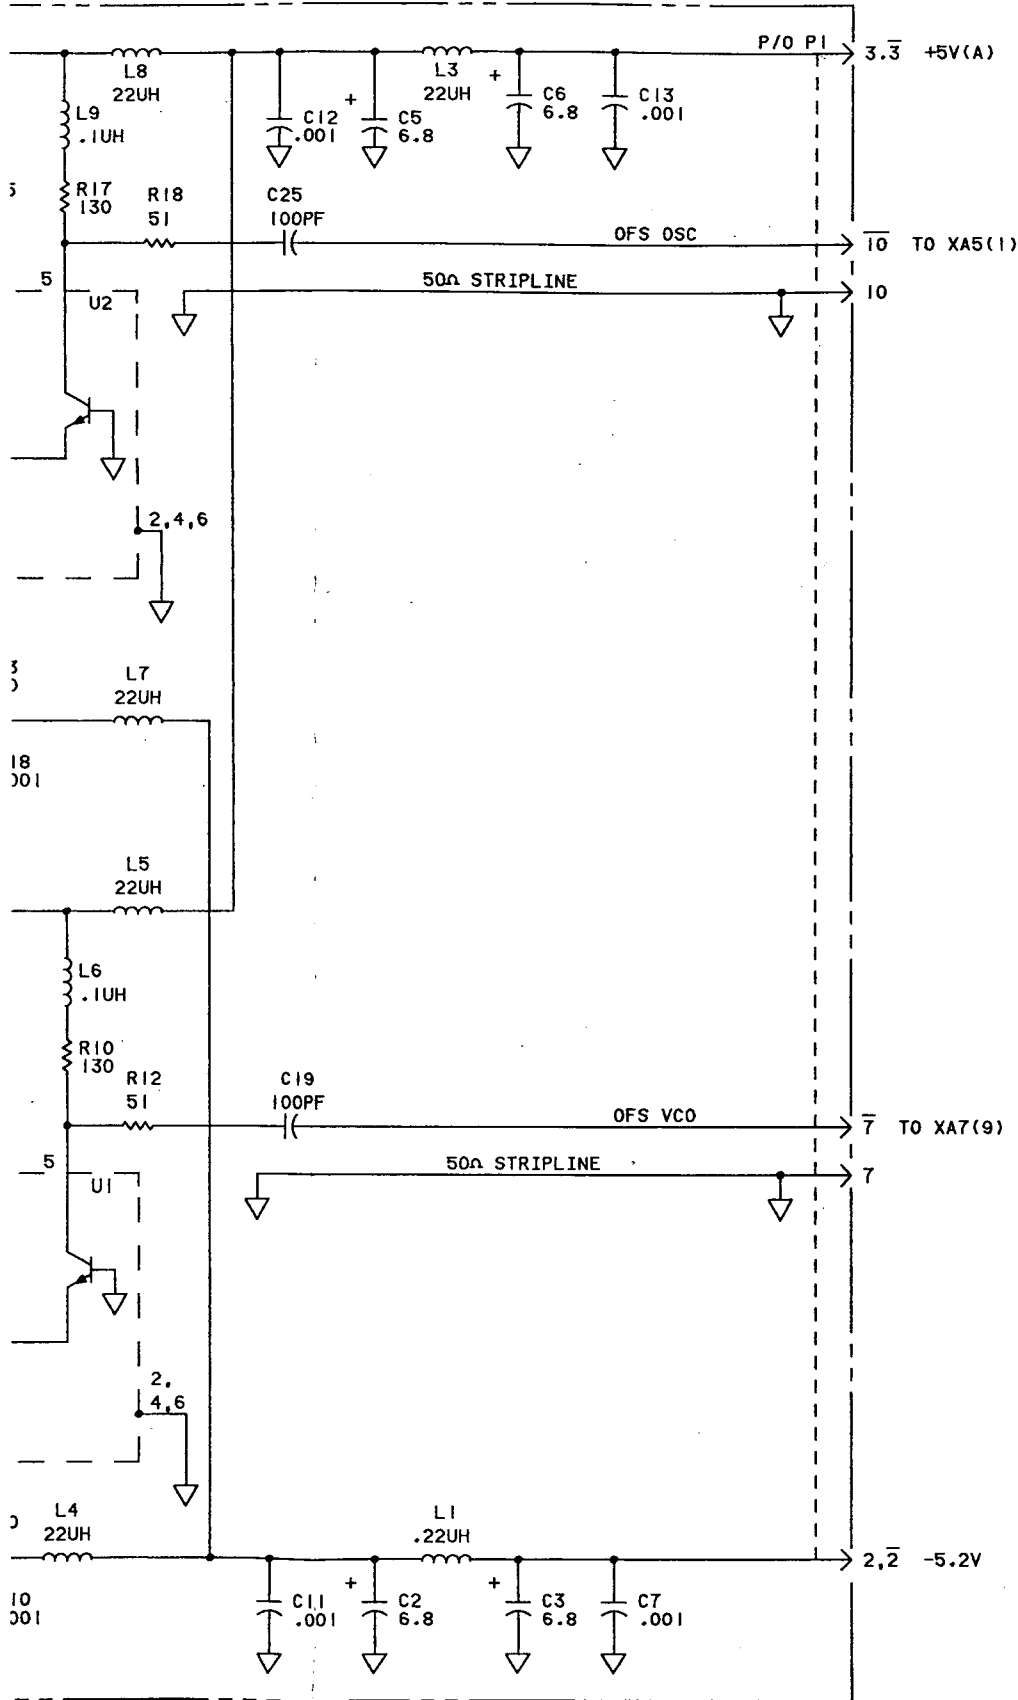 P/O P1
3.3̅ +5V(A)
L8
22UH
L3
22UH
+
+
L9
.1UH
C12
.001
C5
6.8
C6
6.8
C13
.001
5
R17
130
R18
51
C25
100PF
OFS OSC
1̅0̅ TO XA5(1)
5
U2
50Ω STRIPLINE
10
2,4,6
3
L7
22UH
18
001
L5
22UH
L6
.1UH
R10
130
R12
51
C19
100PF
OFS VCO
7̅ TO XA7(9)
5
U1
50Ω STRIPLINE
7
2.
4,6
L4
22UH
L1
.22UH
2,2̅ -5.2V
+
+
10
001
C11
.001
C2
6.8
C3
6.8
C7
.001